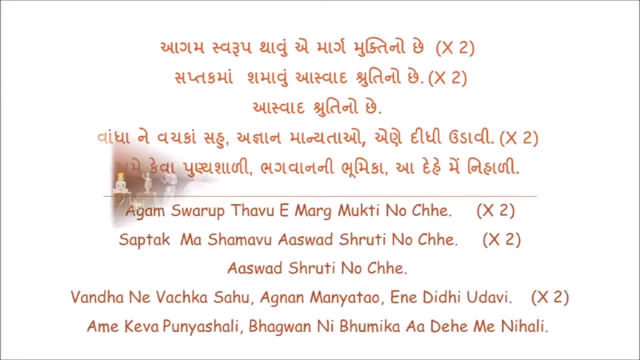 આગમ સ્વરૂપ થાવું એ માર્ગ મુક્તિનો છે (X 2)
સપ્તકમાં શમાવું આસ્વાદ શ્રુતિનો છે. (X 2)
આસ્વાદ શ્રુતિનો છે.
વાંધા ને વચકાં સહુ, અજ્ઞાન માન્યતાઓ, એણે દીધી ઉડાવી. (X 2)
અમે કેવા પુણ્યશાળી, ભગવાનની ભૂમિકા, આ દેહે મેં નિહાળી.
Agam Swarup Thavu E Marg Mukti No Chhe. (X 2)
Saptak Ma Shamavu Aaswad Shruti No Chhe. (X 2)
Aaswad Shruti No Chhe.
Vandha Ne Vachka Sahu, Agnan Manyatao, Ene Didhi Udavi. (X 2)
Ame Keva Punyashali, Bhagwan Ni Bhumika Aa Dehe Me Nihali.